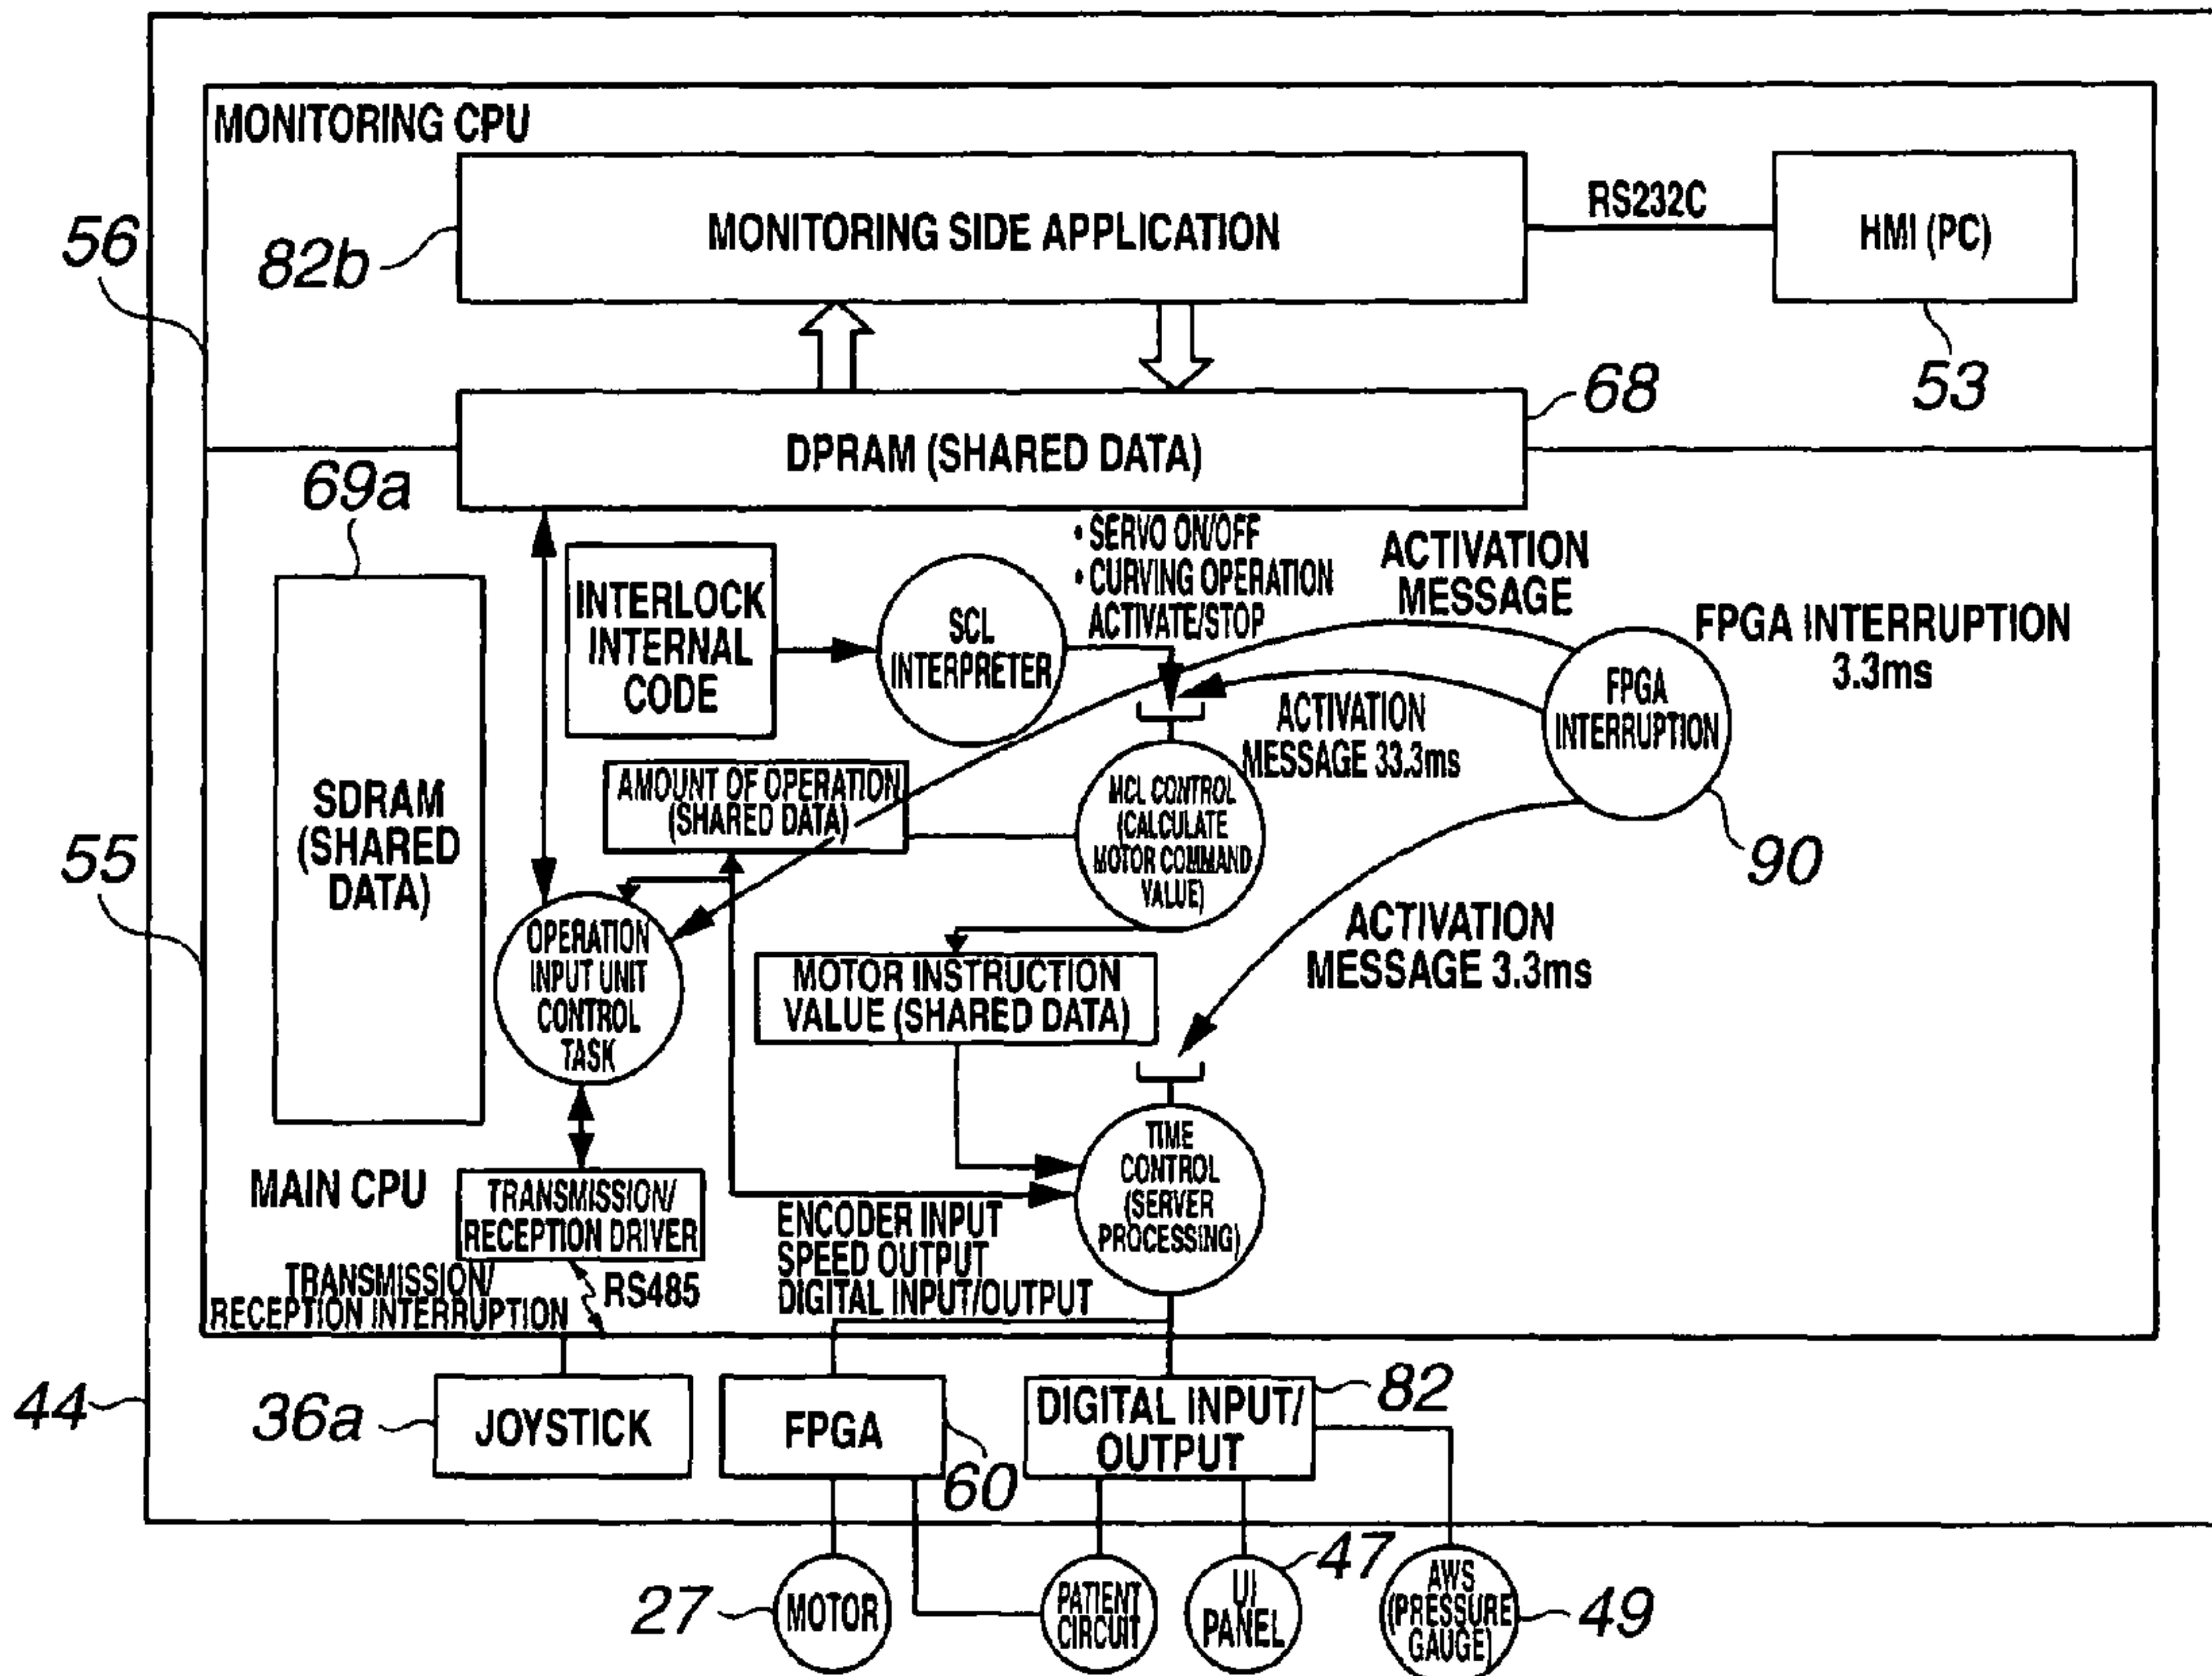 MONITORING CPU
56
82b
MONITORING SIDE APPLICATION
RS232C
HMI (PC)
53
68
DPRAM (SHARED DATA)
69a
SDRAM
(SHARED
DATA)
55
INTERLOCK
INTERNAL
CODE
SCL
INTERPRETER
• SERVO ON/OFF
• CURVING OPERATION
ACTIVATE/STOP
ACTIVATION
MESSAGE
FPGA INTERRUPTION
3.3ms
FPGA
INTERRUPTION
90
ACTIVATION
MESSAGE 33.3ms
AMOUNT OF OPERATION
(SHARED DATA)
MCL CONTROL
(CALCULATE
MOTOR COMMAND
VALUE)
OPERATION
INPUT UNIT
CONTROL
TASK
MOTOR INSTRUCTION
VALUE (SHARED DATA)
ACTIVATION
MESSAGE 3.3ms
TIME
CONTROL
(SERVER
PROCESSING)
MAIN CPU
TRANSMISSION/
RECEPTION DRIVER
ENCODER INPUT
SPEED OUTPUT
DIGITAL INPUT/OUTPUT
TRANSMISSION/
RECEPTION INTERRUPTION
RS485
44
36a
JOYSTICK
FPGA
60
DIGITAL INPUT/
OUTPUT
82
27
MOTOR
PATIENT
CIRCUIT
UI
PANEL
47
AWS
(PRESSURE
GAUGE)
49